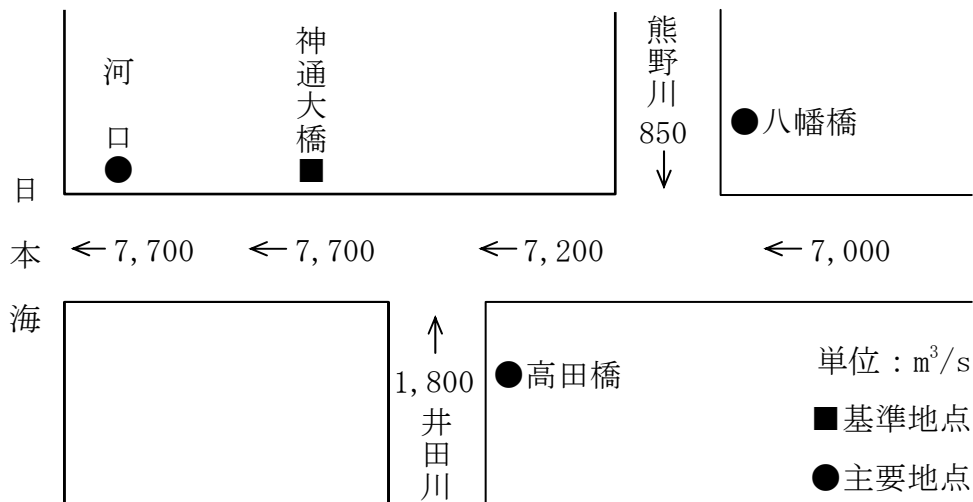 河口
神通大橋
熊野川
850
↓
●八幡橋
日本海
←7,700
←7,700
←7,200
←7,000
↑
1,800
井田川
●高田橋
単位：m³/s
■基準地点
●主要地点